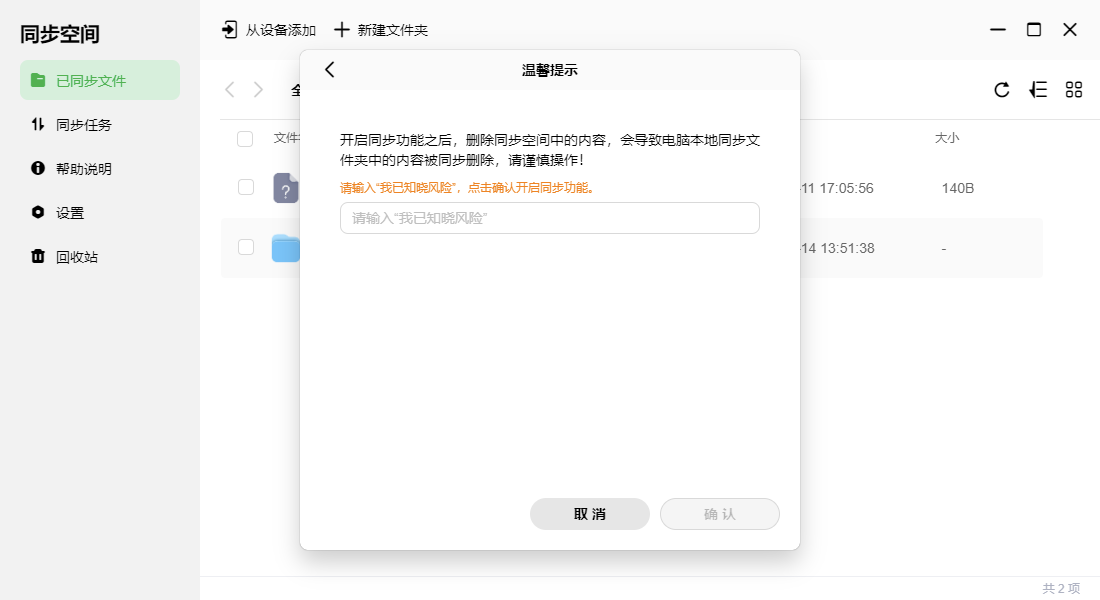 同步空间
从设备添加
新建文件夹
已同步文件
同步任务
帮助说明
设置
回收站
温馨提示
开启同步功能之后，删除同步空间中的内容，会导致电脑本地同步文
件夹中的内容被同步删除，请谨慎操作！
请输入“我已知晓风险”，点击确认开启同步功能。
请输入“我已知晓风险”
取消
确认
文件
大小
-11 17:05:56
140B
-14 13:51:38
-
共 2 项